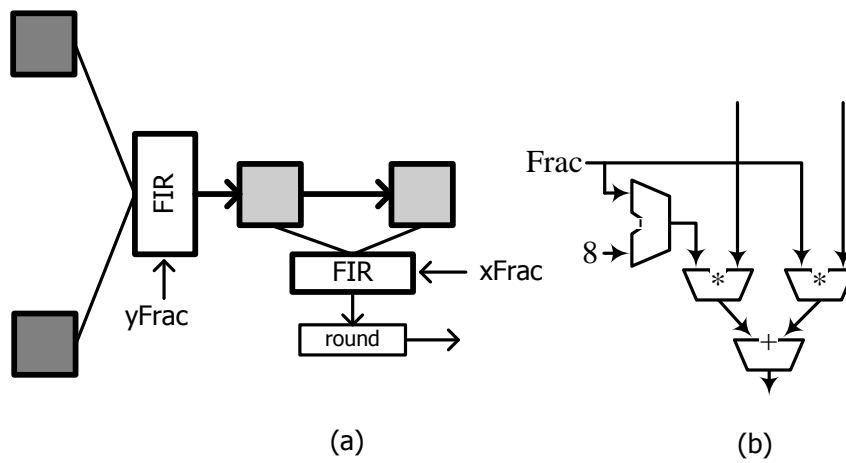 FIR
FIR
xFrac
yFrac
round
(a)
Frac
-
8
*
*
+
(b)